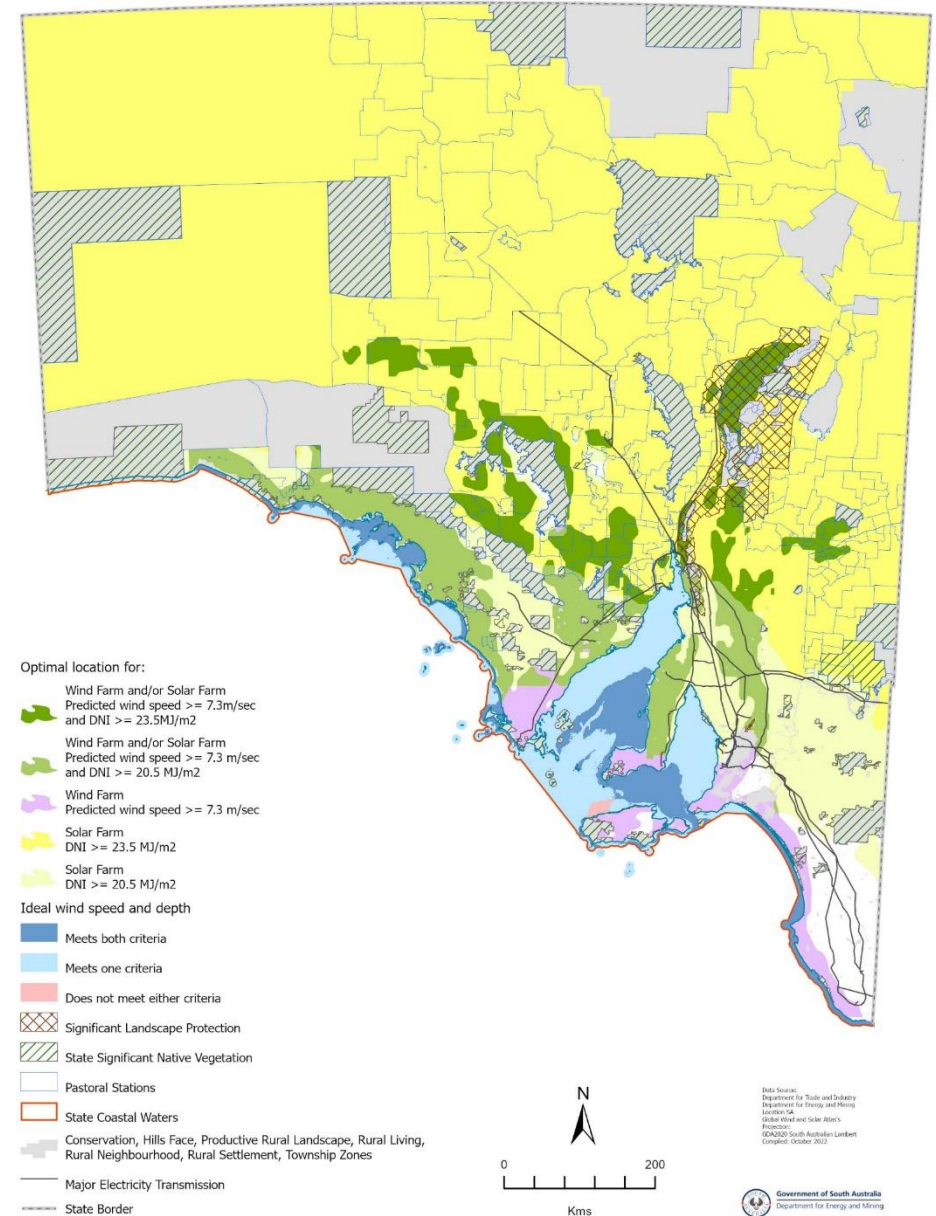 Optimal location for:
Wind Farm and/or Solar Farm
Predicted wind speed >= 7.3m/sec
and DNI >= 23.5MJ/m2
Wind Farm and/or Solar Farm
Predicted wind speed >= 7.3 m/sec
and DNI >= 20.5 MJ/m2
Wind Farm
Predicted wind speed >= 7.3 m/sec
Solar Farm
DNI >= 23.5 MJ/m2
Solar Farm
DNI >= 20.5 MJ/m2
Ideal wind speed and depth
Meets both criteria
Meets one criteria
Does not meet either criteria
Significant Landscape Protection
State Significant Native Vegetation
Pastoral Stations
State Coastal Waters
Conservation, Hills Face, Productive Rural Landscape, Rural Living,
Rural Neighbourhood, Rural Settlement, Township Zones
Major Electricity Transmission
State Border
N
0 200
Kms
Data Source:
Department for Trade and Industry
Department for Energy and Mining
Location SA
Global Wind and Solar Atlas's
Projection:
GDA2020 South Australian Lambert
Compiled: October 2022
Government of South Australia
Department for Energy and Mining